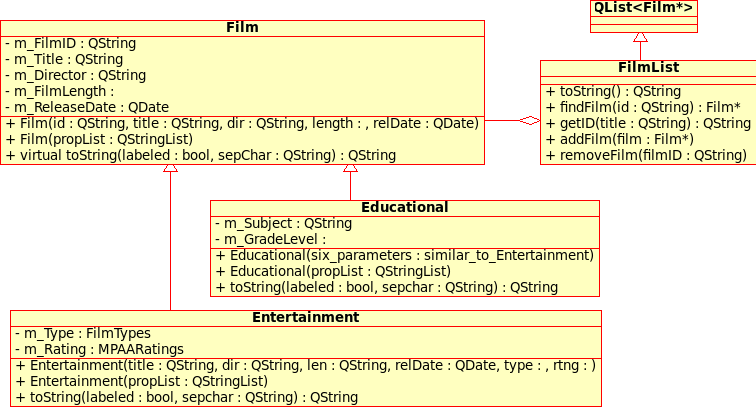 QList<Film*>
Film
- m_FilmID : QString
- m_Title : QString
- m_Director : QString
- m_FilmLength :
- m_ReleaseDate : QDate
+ Film(id : QString, title : QString, dir : QString, length : , relDate : QDate)
+ Film(propList : QStringList)
+ virtual toString(labeled : bool, sepChar : QString) : QString
FilmList
+ toString() : QString
+ findFilm(id : QString) : Film*
+ getID(title : QString) : QString
+ addFilm(film : Film*)
+ removeFilm(filmID : QString)
Educational
- m_Subject : QString
- m_GradeLevel :
+ Educational(six_parameters : similar_to_Entertainment)
+ Educational(propList : QStringList)
+ toString(labeled : bool, sepchar : QString) : QString
Entertainment
- m_Type : FilmTypes
- m_Rating : MPAARatings
+ Entertainment(title : QString, dir : QString, len : QString, relDate : QDate, type : , rtng : )
+ Entertainment(propList : QStringList)
+ toString(labeled : bool, sepchar : QString) : QString